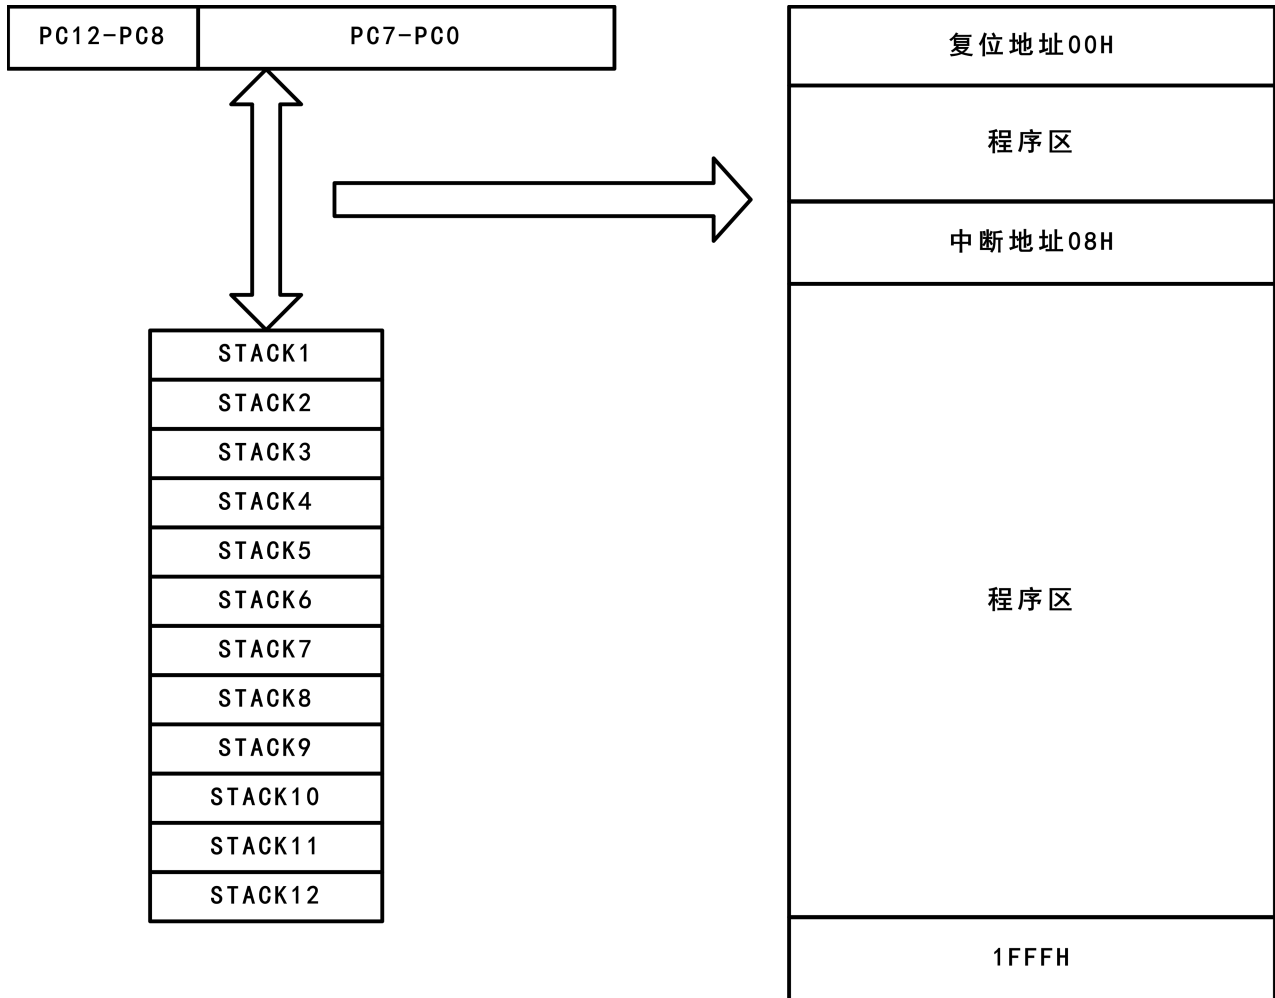 PC12-PC8
PC7-PC0
STACK1
STACK2
STACK3
STACK4
STACK5
STACK6
STACK7
STACK8
STACK9
STACK10
STACK11
STACK12
复位地址00H
程序区
中断地址08H
程序区
1FFFH